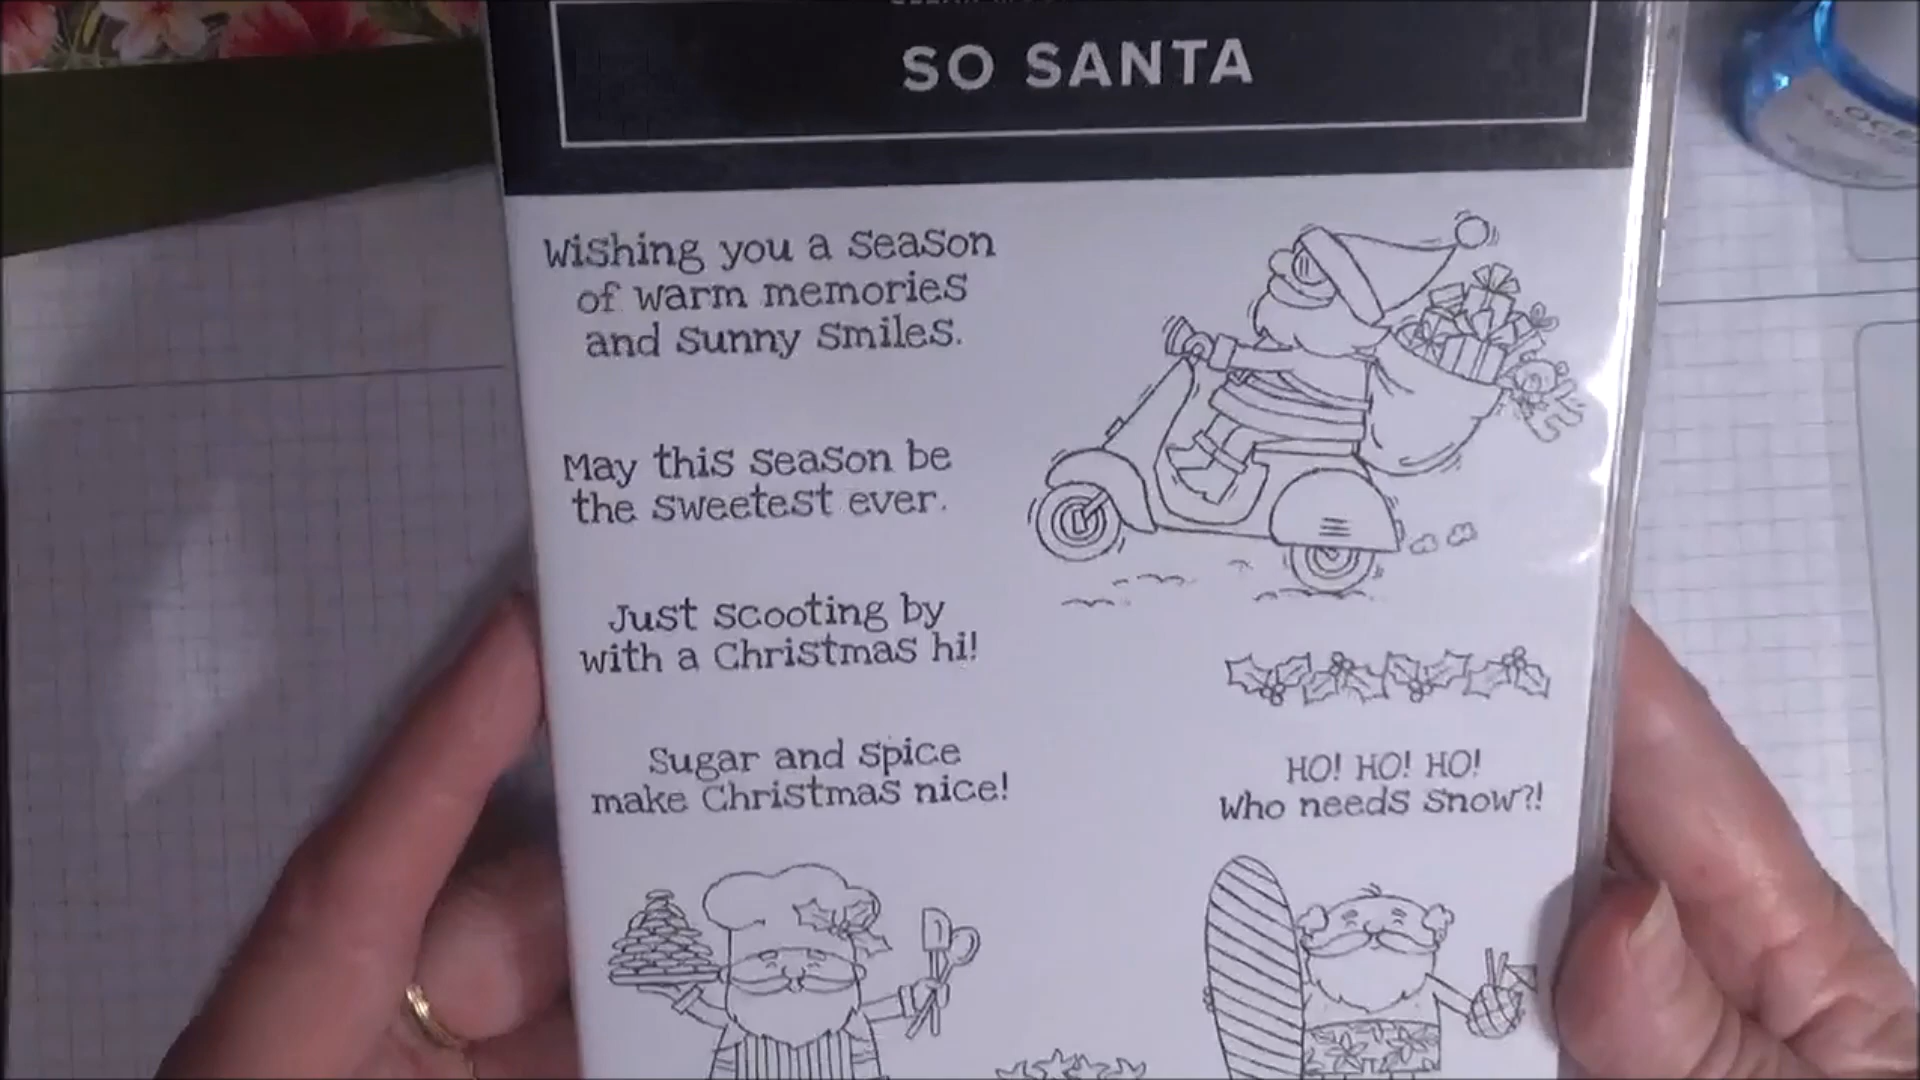 SO SANTA
Wishing you a season
of warm memories
and sunny smiles.
May this season be
the sweetest ever.
Just scooting by
with a Christmas hi!
Sugar and spice
make Christmas nice!
HO! HO! HO!
Who needs snow?!